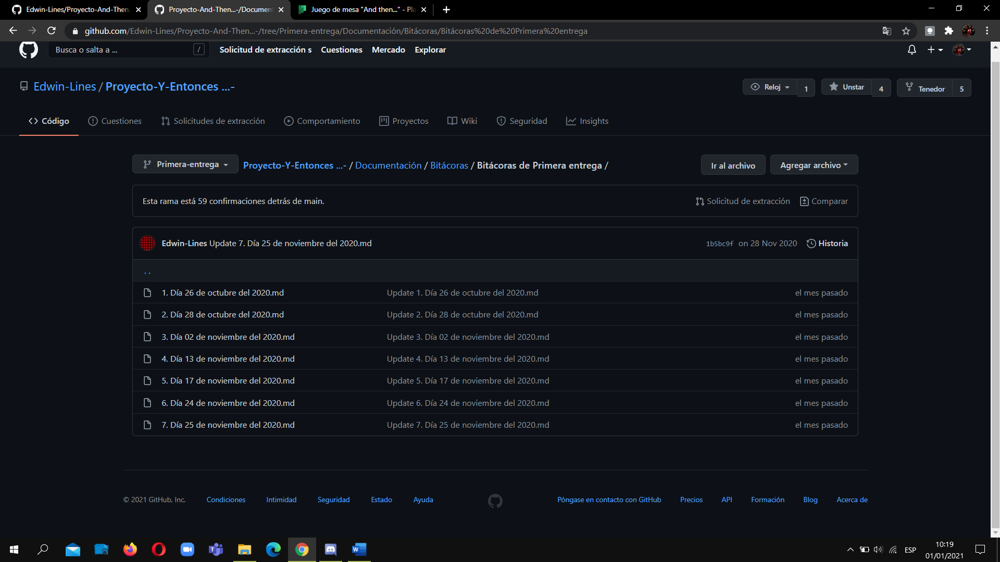 Edwin-Lines/Proyecto-And-Then.
Proyecto-And-Then...-/Document
Juego de mesa "And then..." - Pla
github.com/Edwin-Lines/Proyecto-And-Then...-/tree/Primera-entrega/Documentación/Bitácoras/Bitácoras%20de%20Primera%20entrega
Busca o salta a ... /
Solicitud de extracción s Cuestiones Mercado Explorar
Edwin-Lines / Proyecto-Y-Entonces ...-
Reloj 1 Unstar 4 Tenedor 5
Código Cuestiones Solicitudes de extracción Comportamiento Proyectos Wiki Seguridad Insights
Primera-entrega Proyecto-Y-Entonces ...- / Documentación / Bitácoras / Bitácoras de Primera entrega /
Ir al archivo Agregar archivo
Esta rama está 59 confirmaciones detrás de main.
Solicitud de extracción Comparar
Edwin-Lines Update 7. Día 25 de noviembre del 2020.md
1b5bc9f on 28 Nov 2020 Historia
..
1. Día 26 de octubre del 2020.md Update 1. Día 26 de octubre del 2020.md el mes pasado
2. Día 28 de octubre del 2020.md Update 2. Día 28 de octubre del 2020.md el mes pasado
3. Día 02 de noviembre del 2020.md Update 3. Día 02 de noviembre del 2020.md el mes pasado
4. Día 13 de noviembre del 2020.md Update 4. Día 13 de noviembre del 2020.md el mes pasado
5. Día 17 de noviembre del 2020.md Update 5. Día 17 de noviembre del 2020.md el mes pasado
6. Día 24 de noviembre del 2020.md Update 6. Día 24 de noviembre del 2020.md el mes pasado
7. Día 25 de noviembre del 2020.md Update 7. Día 25 de noviembre del 2020.md el mes pasado
© 2021 GitHub, Inc. Condiciones Intimidad Seguridad Estado Ayuda
Póngase en contacto con GitHub Precios API Formación Blog Acerca de
ESP
10:19
01/01/2021